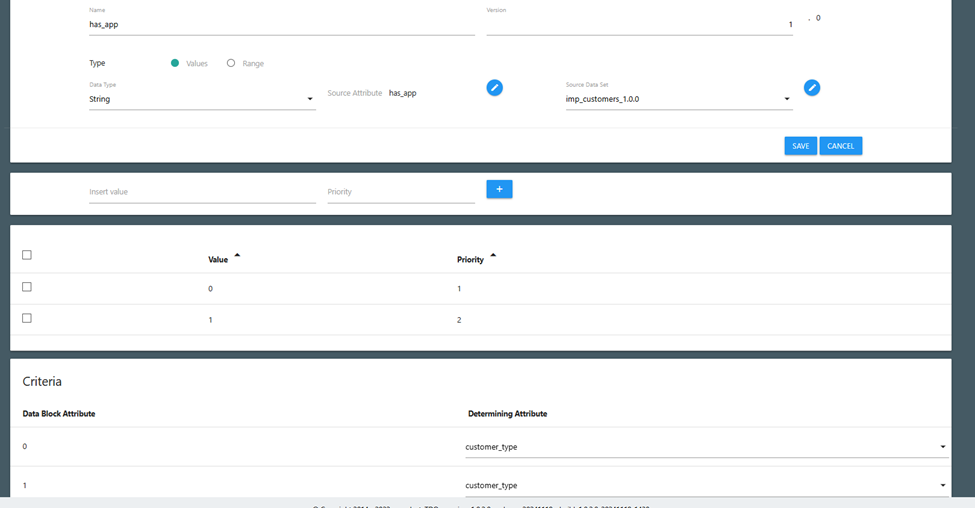 Name
has_app
Version
1 . 0
Type Values Range
Data Type
String
Source Attribute has_app
Source Data Set
imp_customers_1.0.0
SAVE CANCEL
Insert value Priority +
Value Priority
0 1
1 2
Criteria
Data Block Attribute Determining Attribute
0 customer_type
1 customer_type